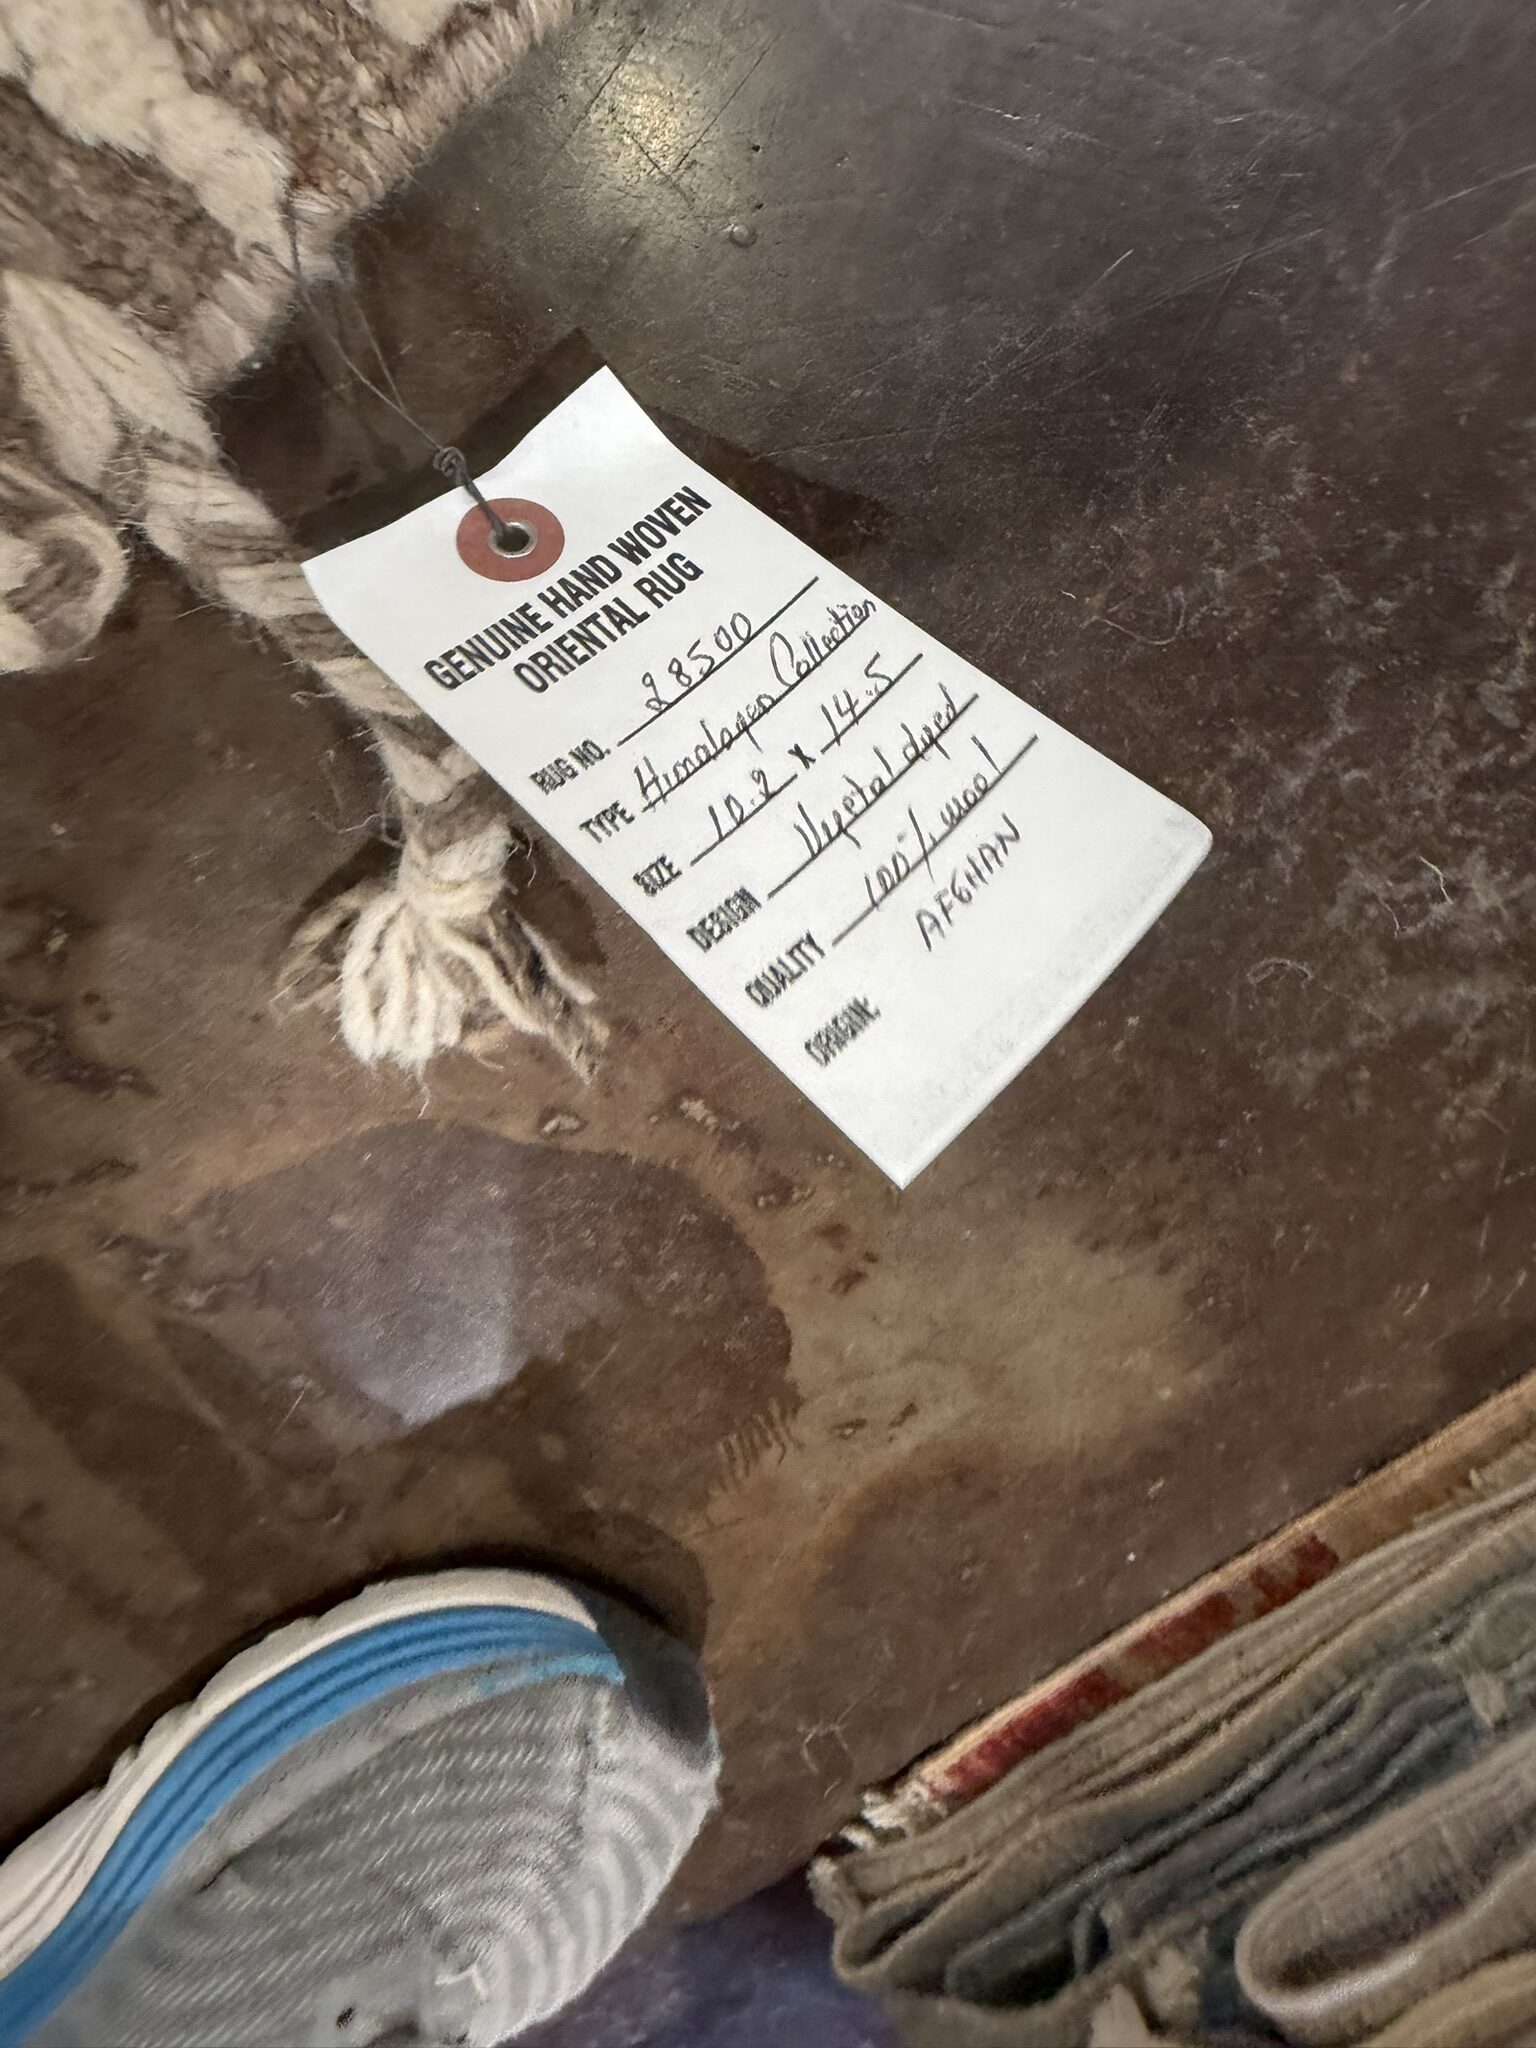 GENUINE HAND WOVEN
ORIENTAL RUG
RUG NO. 28500
TYPE Himalayan Collection
SIZE 10.2 x 14.5
DESIGN Vegetal dyed
QUALITY 100% wool
ORIGIN: AFGHAN